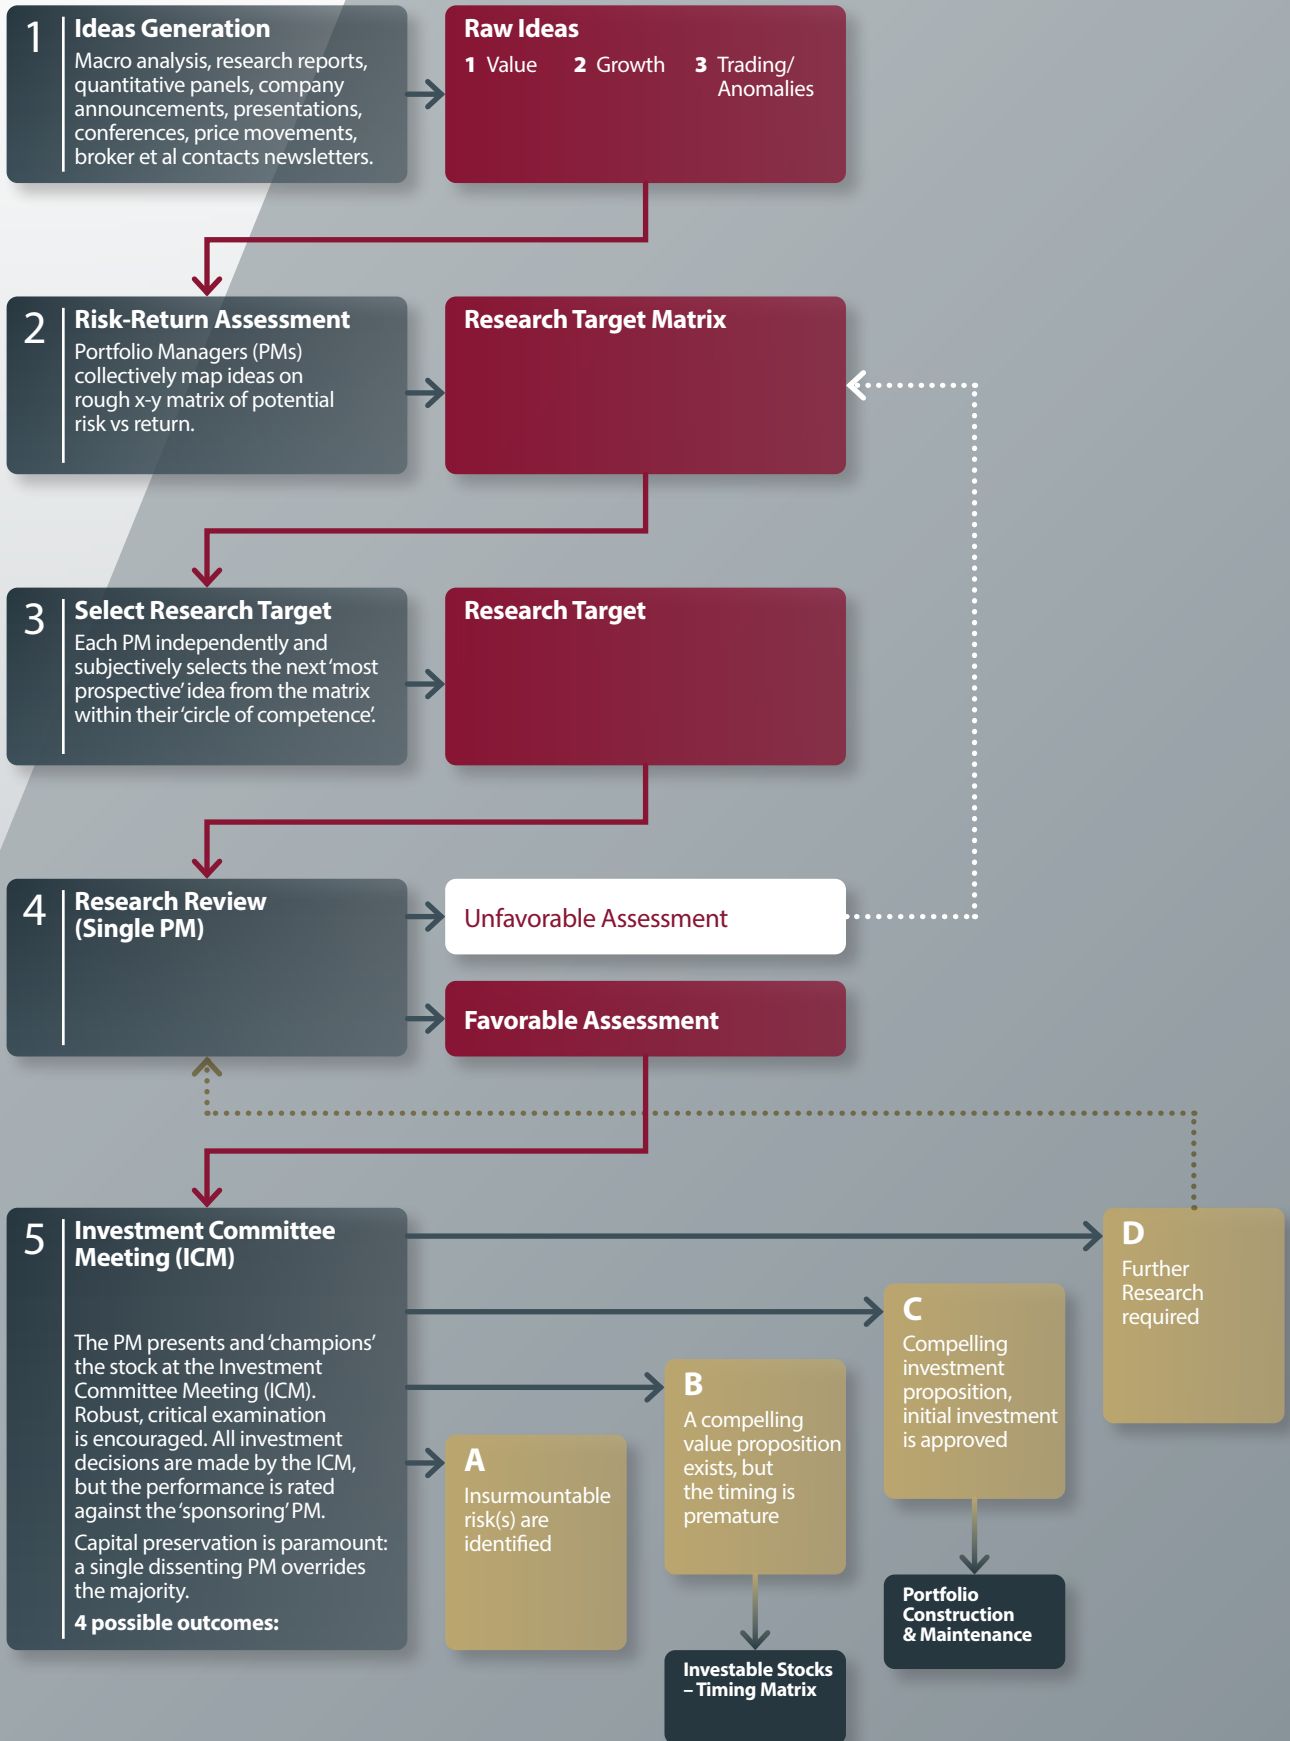 1
Ideas Generation
Macro analysis, research reports,
quantitative panels, company
announcements, presentations,
conferences, price movements,
broker et al contacts newsletters.
Raw Ideas
1 Value 2 Growth 3 Trading/
Anomalies
2
Risk-Return Assessment
Portfolio Managers (PMs)
collectively map ideas on
rough x-y matrix of potential
risk vs return.
Research Target Matrix
3
Select Research Target
Each PM independently and
subjectively selects the next ‘most
prospective’ idea from the matrix
within their ‘circle of competence’.
Research Target
4
Research Review
(Single PM)
Unfavorable Assessment
Favorable Assessment
5
Investment Committee
Meeting (ICM)
The PM presents and ‘champions’
the stock at the Investment
Committee Meeting (ICM).
Robust, critical examination
is encouraged. All investment
decisions are made by the ICM,
but the performance is rated
against the ‘sponsoring’ PM.
Capital preservation is paramount:
a single dissenting PM overrides
the majority.
4 possible outcomes:
A
Insurmountable
risk(s) are
identified
B
A compelling
value proposition
exists, but
the timing is
premature
Investable Stocks
– Timing Matrix
C
Compelling
investment
proposition,
initial investment
is approved
Portfolio
Construction
& Maintenance
D
Further
Research
required